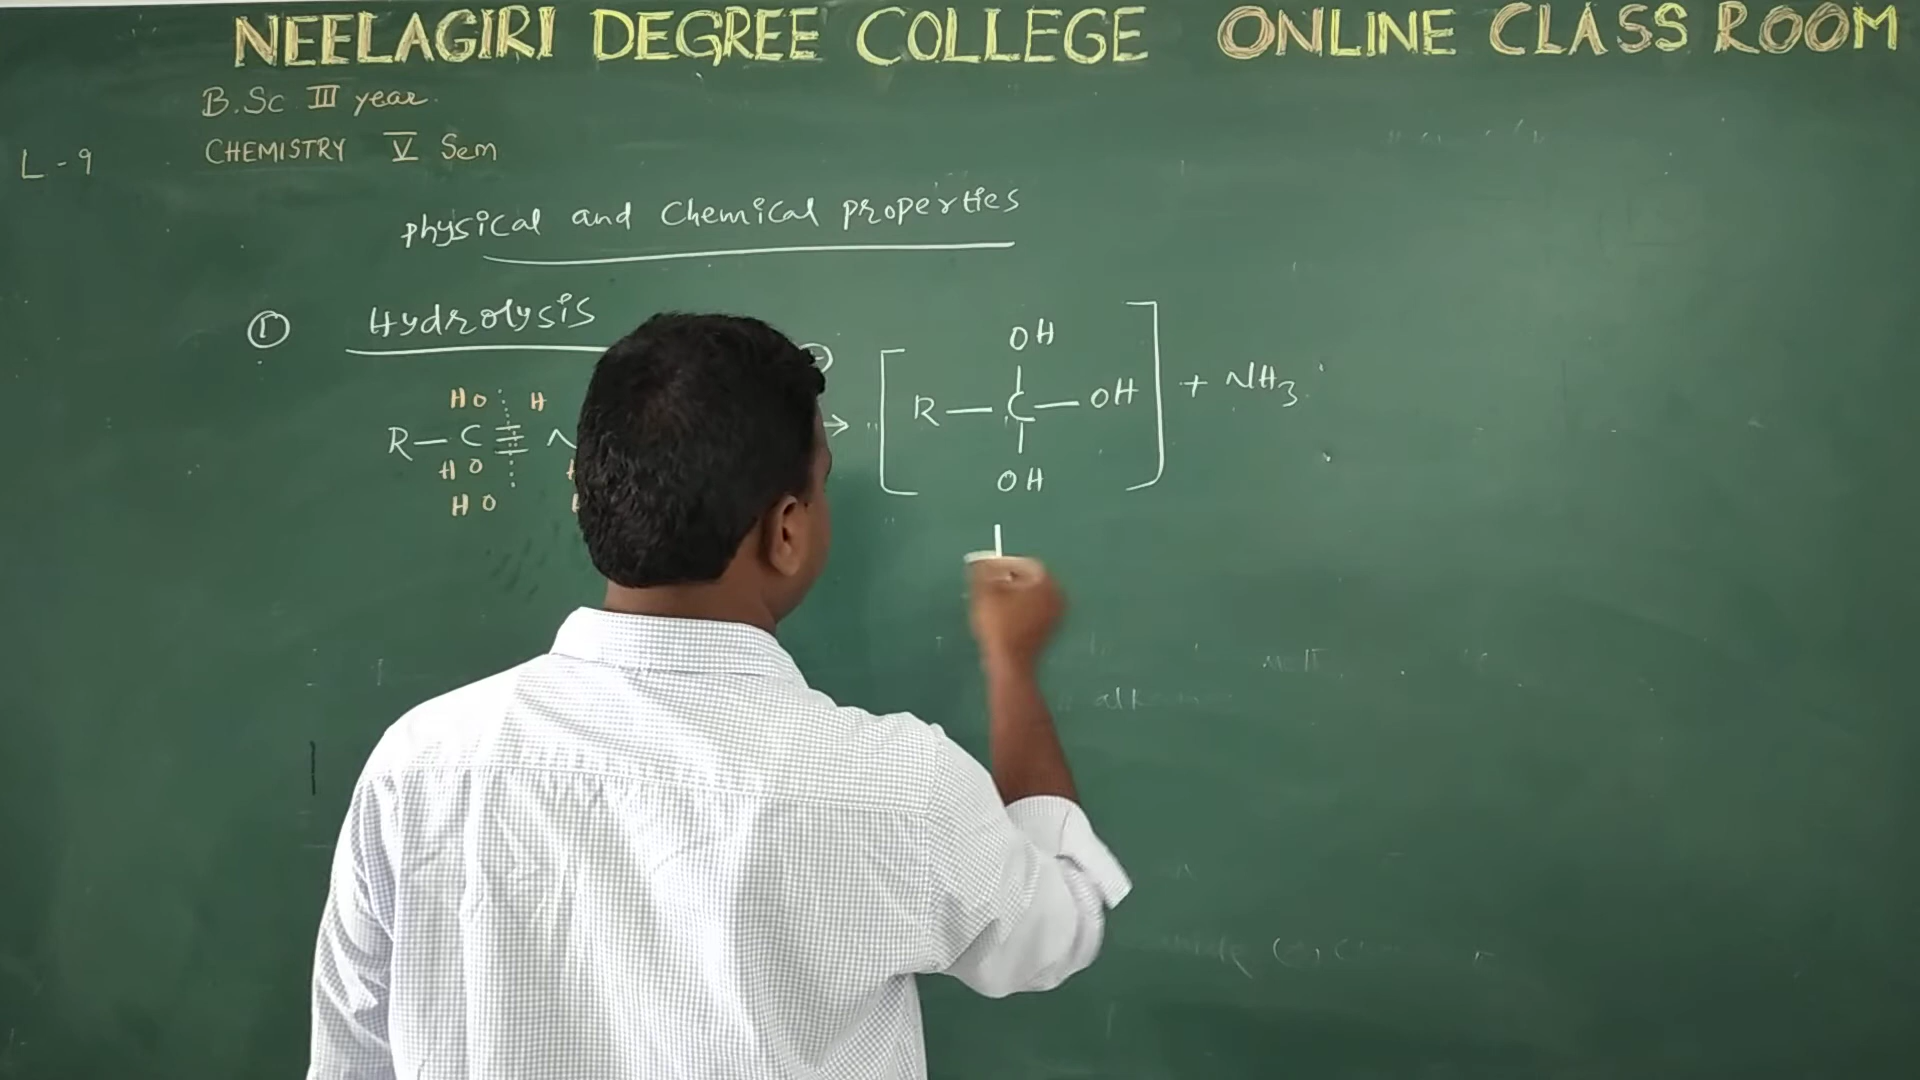 NEELAGIRI DEGREE COLLEGE ONLINE CLASS ROOM
B.Sc III year.
L-9
CHEMISTRY V Sem
Physical and Chemical properties
① Hydrolysis
HO H
R—C≡N
HO H
HO H
→ [R—C—OH] + NH3
OH
OH